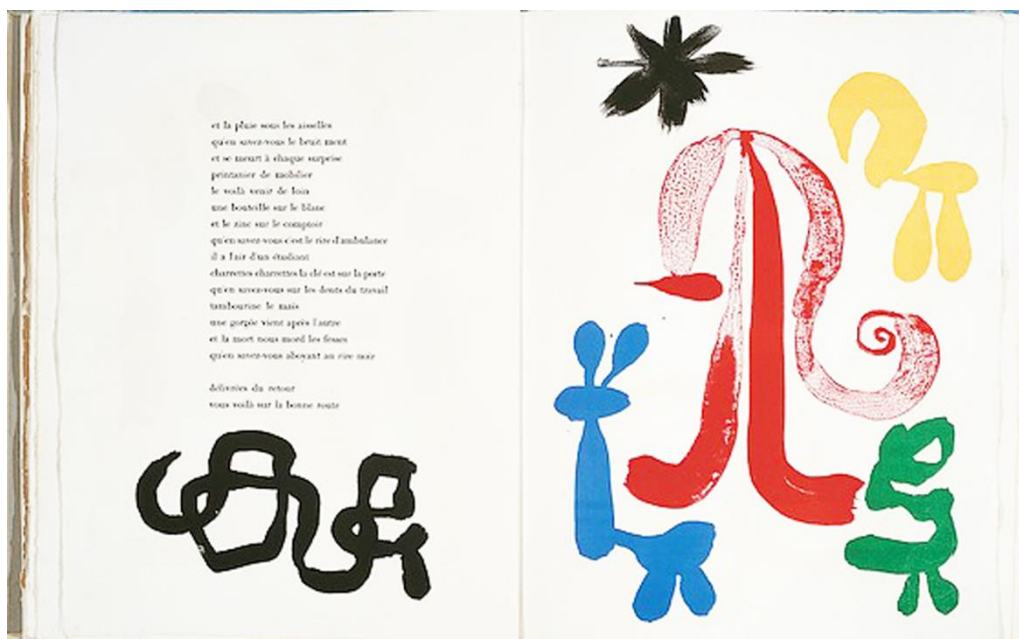 et la pluie sous les aisselles
qu'en savez-vous le bruit ment
et se meurt à chaque surprise
printanier de mobilier
le voilà venir de loin
une bouteille sur le blanc
et le zinc sur le comptoir
qu'en savez-vous c'est le rire d'ambulance
il a l'air d'un étudiant
charrettes charrettes la clé est sur la porte
qu'en savez-vous sur les dents du travail
tambourine le maïs
une gorgée vient après l'autre
et la mort nous mord les fesses
qu'en savez-vous aboyant au rire noir
délivrées du retour
vous voilà sur la bonne route